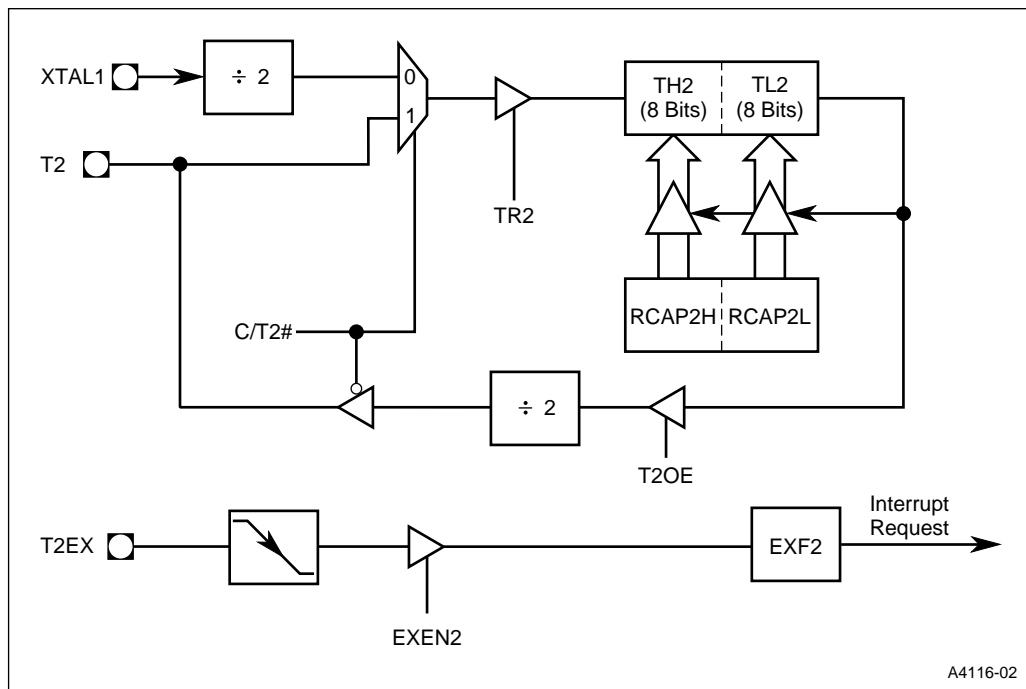 XTAL1
÷ 2
0
1
T2
TR2
TH2
(8 Bits)
TL2
(8 Bits)
RCAP2H
RCAP2L
C/T2#
÷ 2
T2OE
T2EX
EXEN2
EXF2
Interrupt
Request
A4116-02